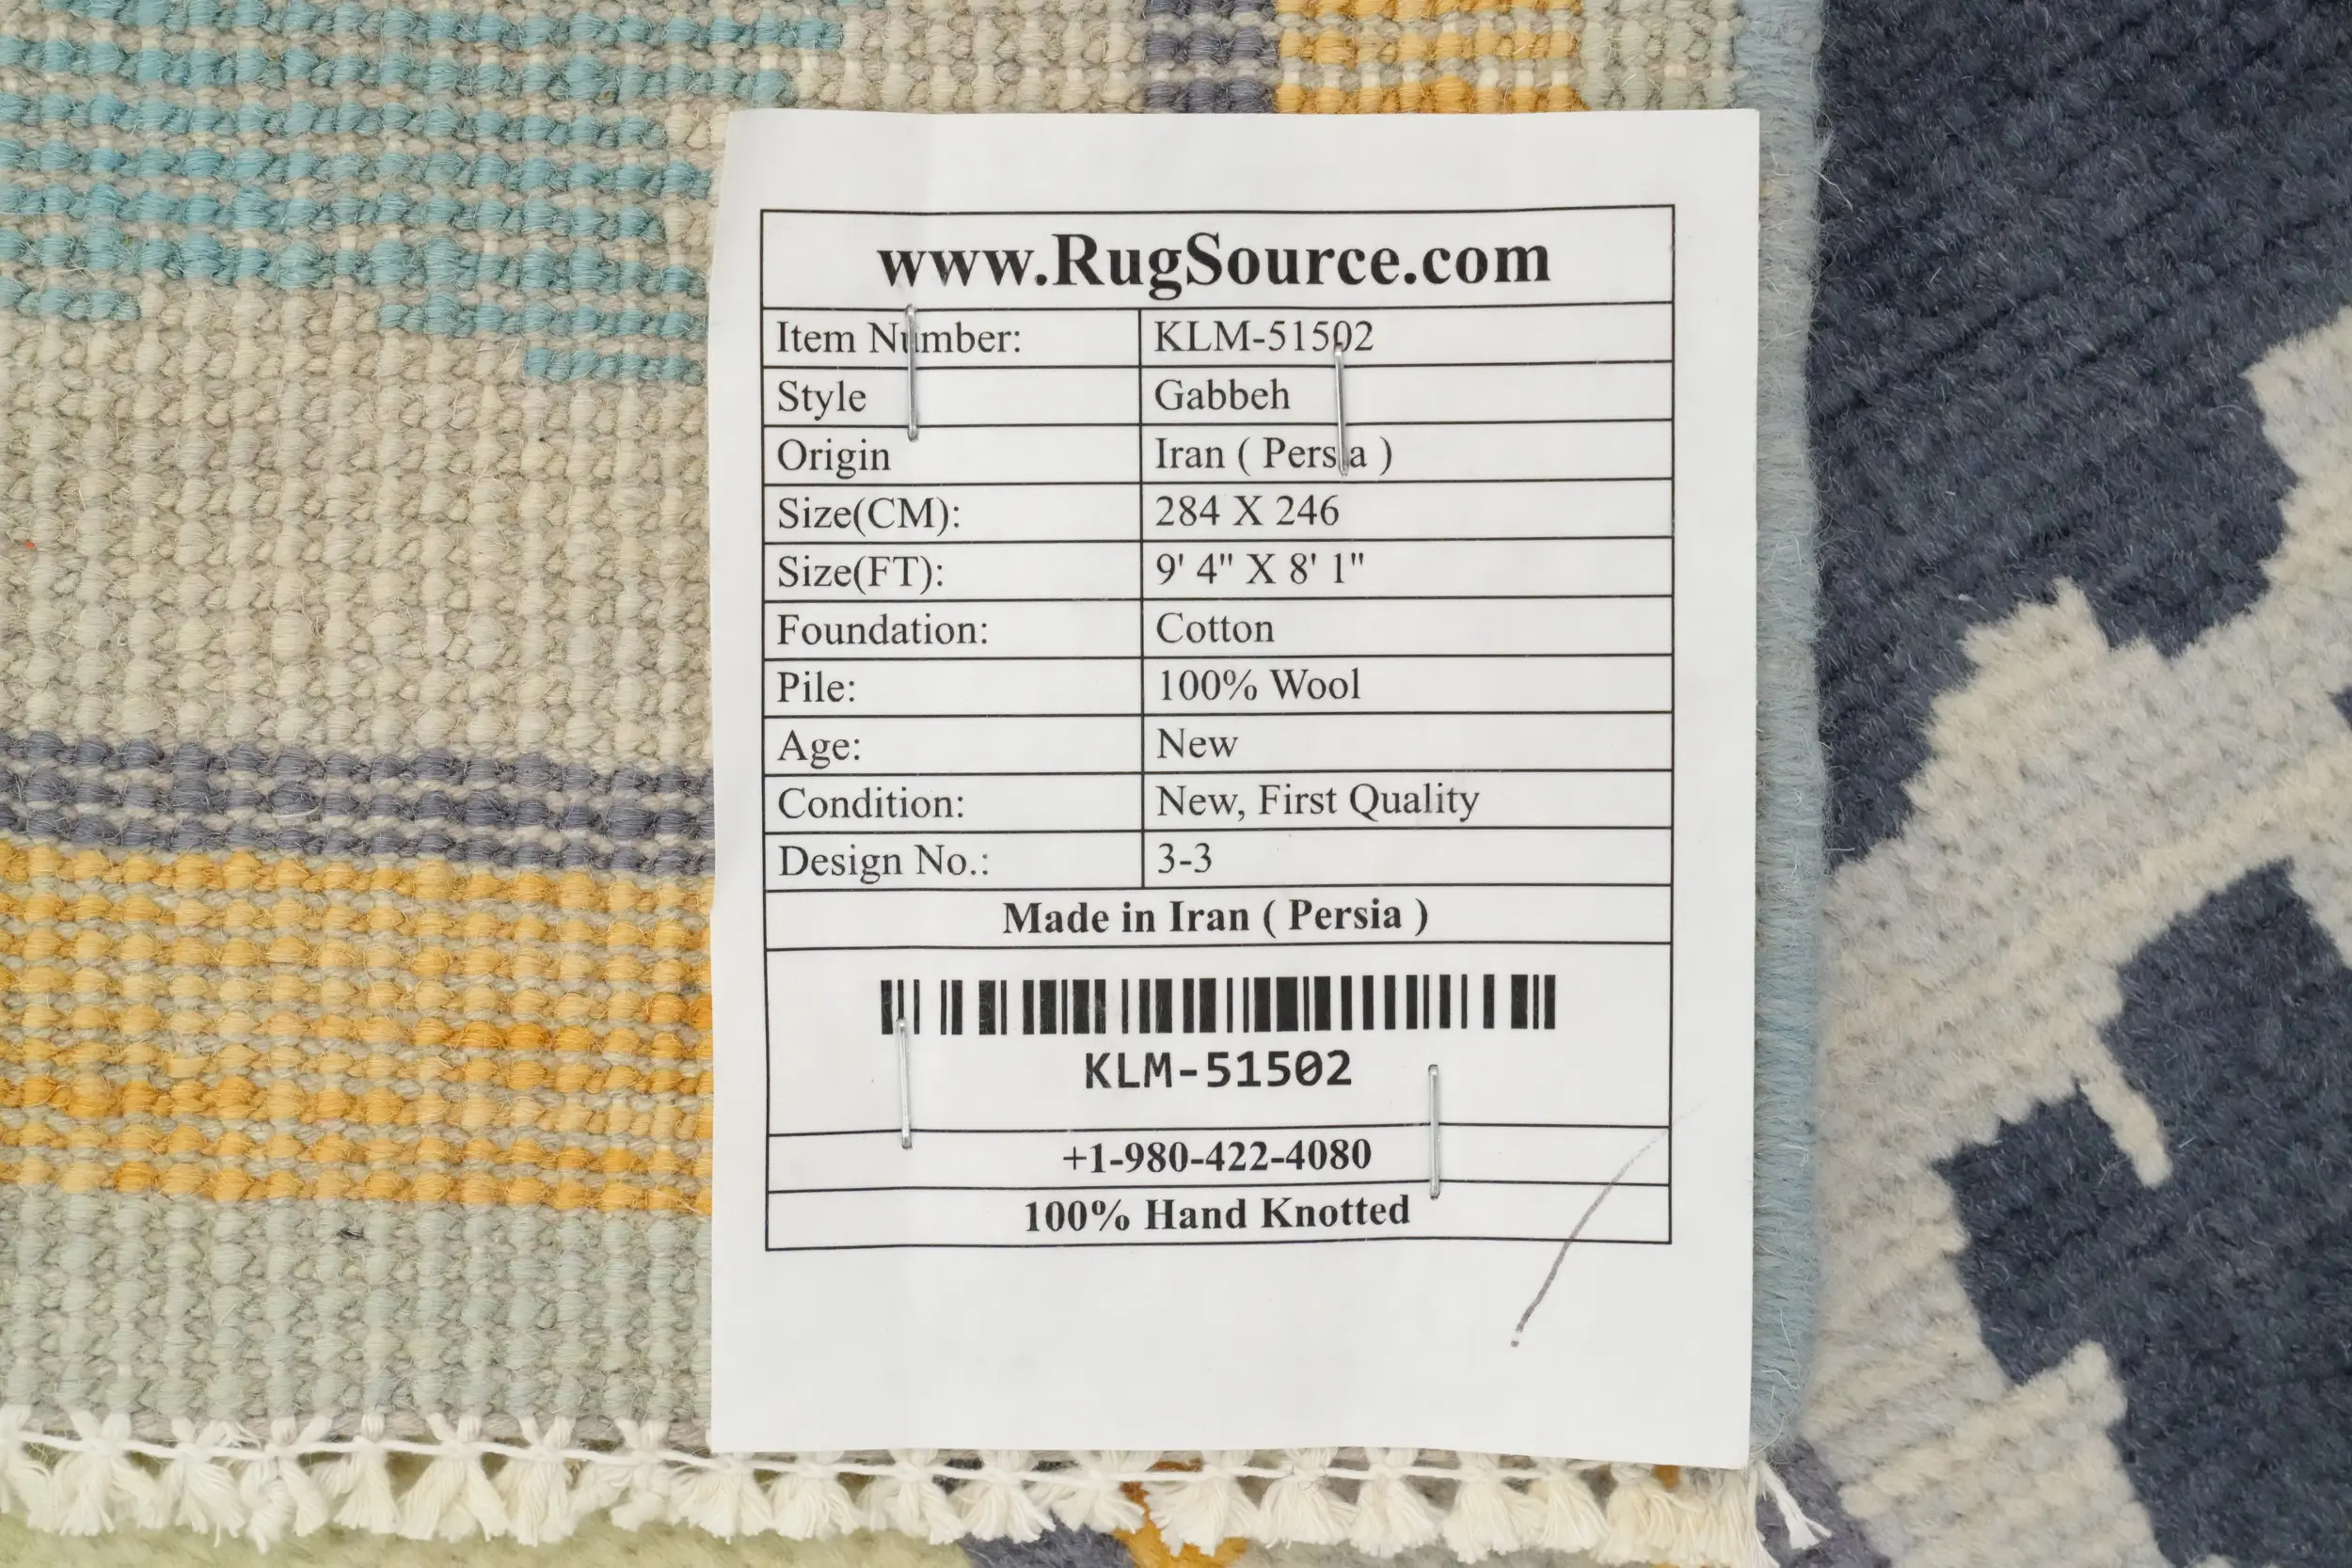 www.RugSource.com
Item Number: KLM-51502
Style Gabbeh
Origin Iran ( Persia )
Size(CM): 284 X 246
Size(FT): 9' 4" X 8' 1"
Foundation: Cotton
Pile: 100% Wool
Age: New
Condition: New, First Quality
Design No.: 3-3
Made in Iran ( Persia )
KLM-51502
+1-980-422-4080
100% Hand Knotted